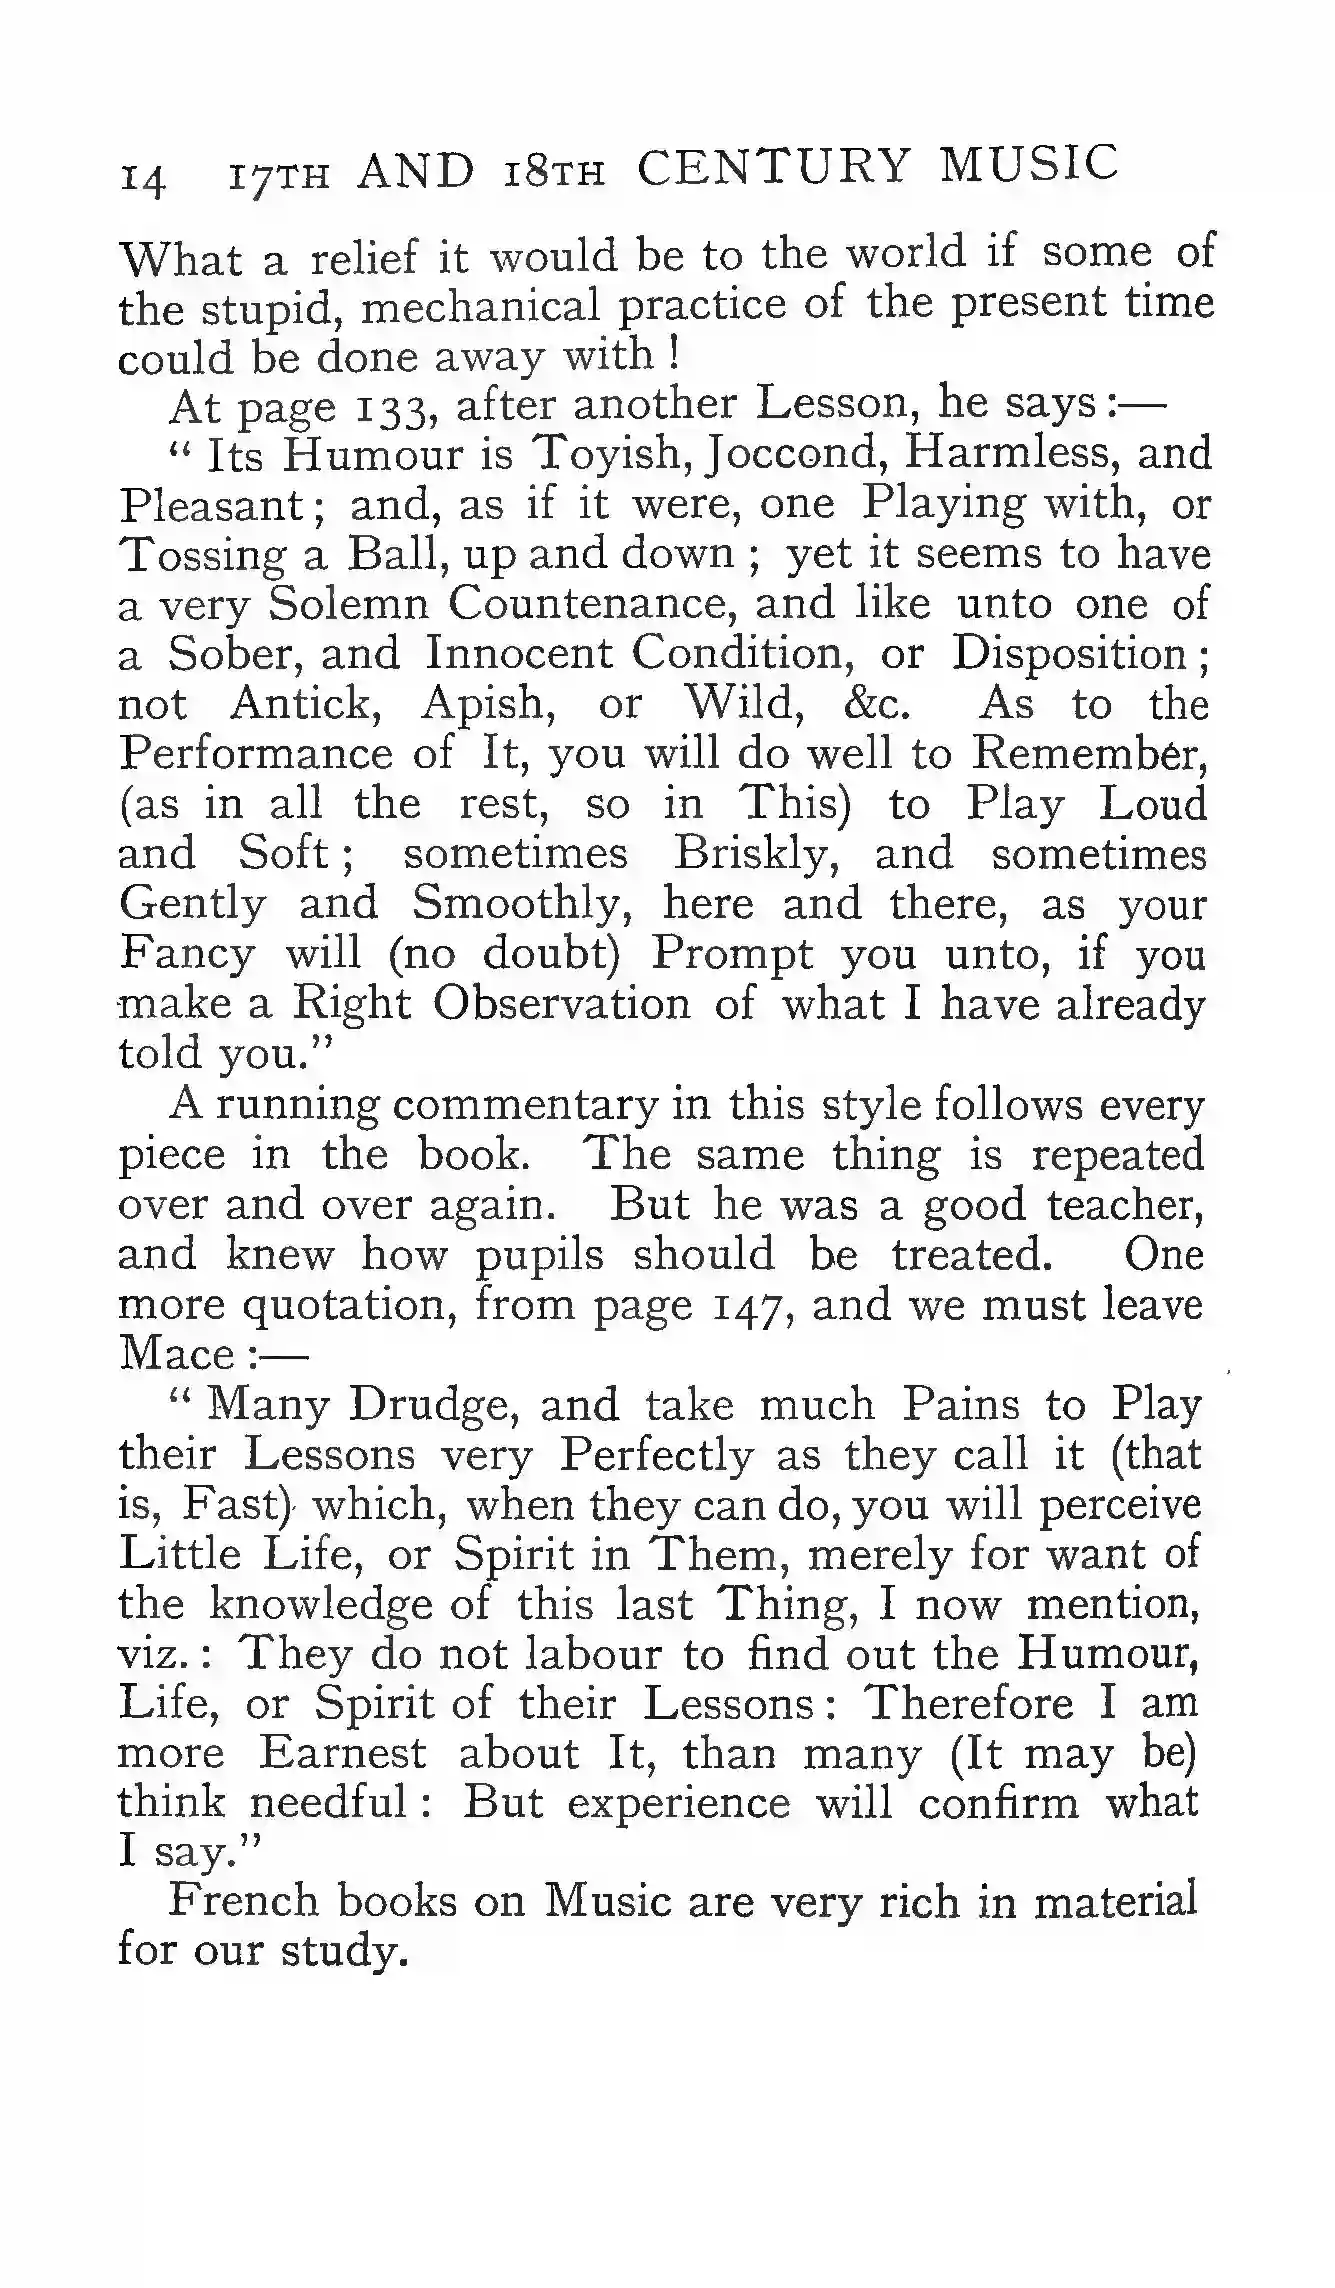 14 17TH AND 18TH CENTURY MUSIC
What a relief it would be to the world if some of
the stupid, mechanical practice of the present time
could be done away with !
At page 133, after another Lesson, he says :—
“ Its Humour is Toyish, Joccond, Harmless, and
Pleasant ; and, as if it were, one Playing with, or
Tossing a Ball, up and down ; yet it seems to have
a very Solemn Countenance, and like unto one of
a Sober, and Innocent Condition, or Disposition ;
not Antick, Apish, or Wild, &c. As to the
Performance of It, you will do well to Remember,
(as in all the rest, so in This) to Play Loud
and Soft ; sometimes Briskly, and sometimes
Gently and Smoothly, here and there, as your
Fancy will (no doubt) Prompt you unto, if you
make a Right Observation of what I have already
told you.”
A running commentary in this style follows every
piece in the book. The same thing is repeated
over and over again. But he was a good teacher,
and knew how pupils should be treated. One
more quotation, from page 147, and we must leave
Mace :—
“ Many Drudge, and take much Pains to Play
their Lessons very Perfectly as they call it (that
is, Fast) which, when they can do, you will perceive
Little Life, or Spirit in Them, merely for want of
the knowledge of this last Thing, I now mention,
viz. : They do not labour to find out the Humour,
Life, or Spirit of their Lessons : Therefore I am
more Earnest about It, than many (It may be)
think needful : But experience will confirm what
I say.”
French books on Music are very rich in material
for our study.